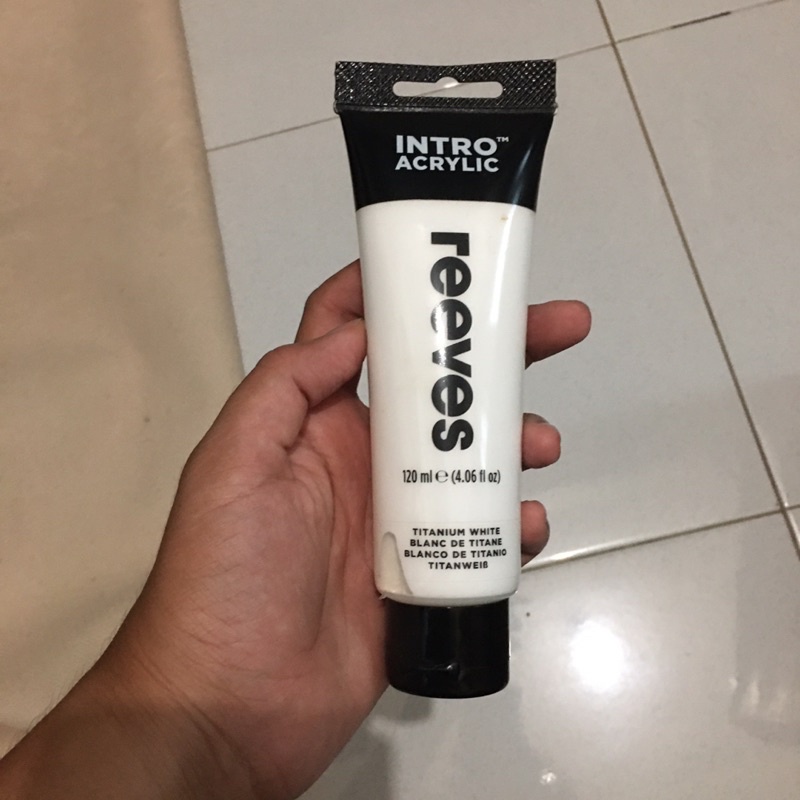 INTRO™
ACRYLIC
reeves
120 ml ℮ (4.06 fl oz)
TITANIUM WHITE
BLANC DE TITANE
BLANCO DE TITANIO
TITANWEIß